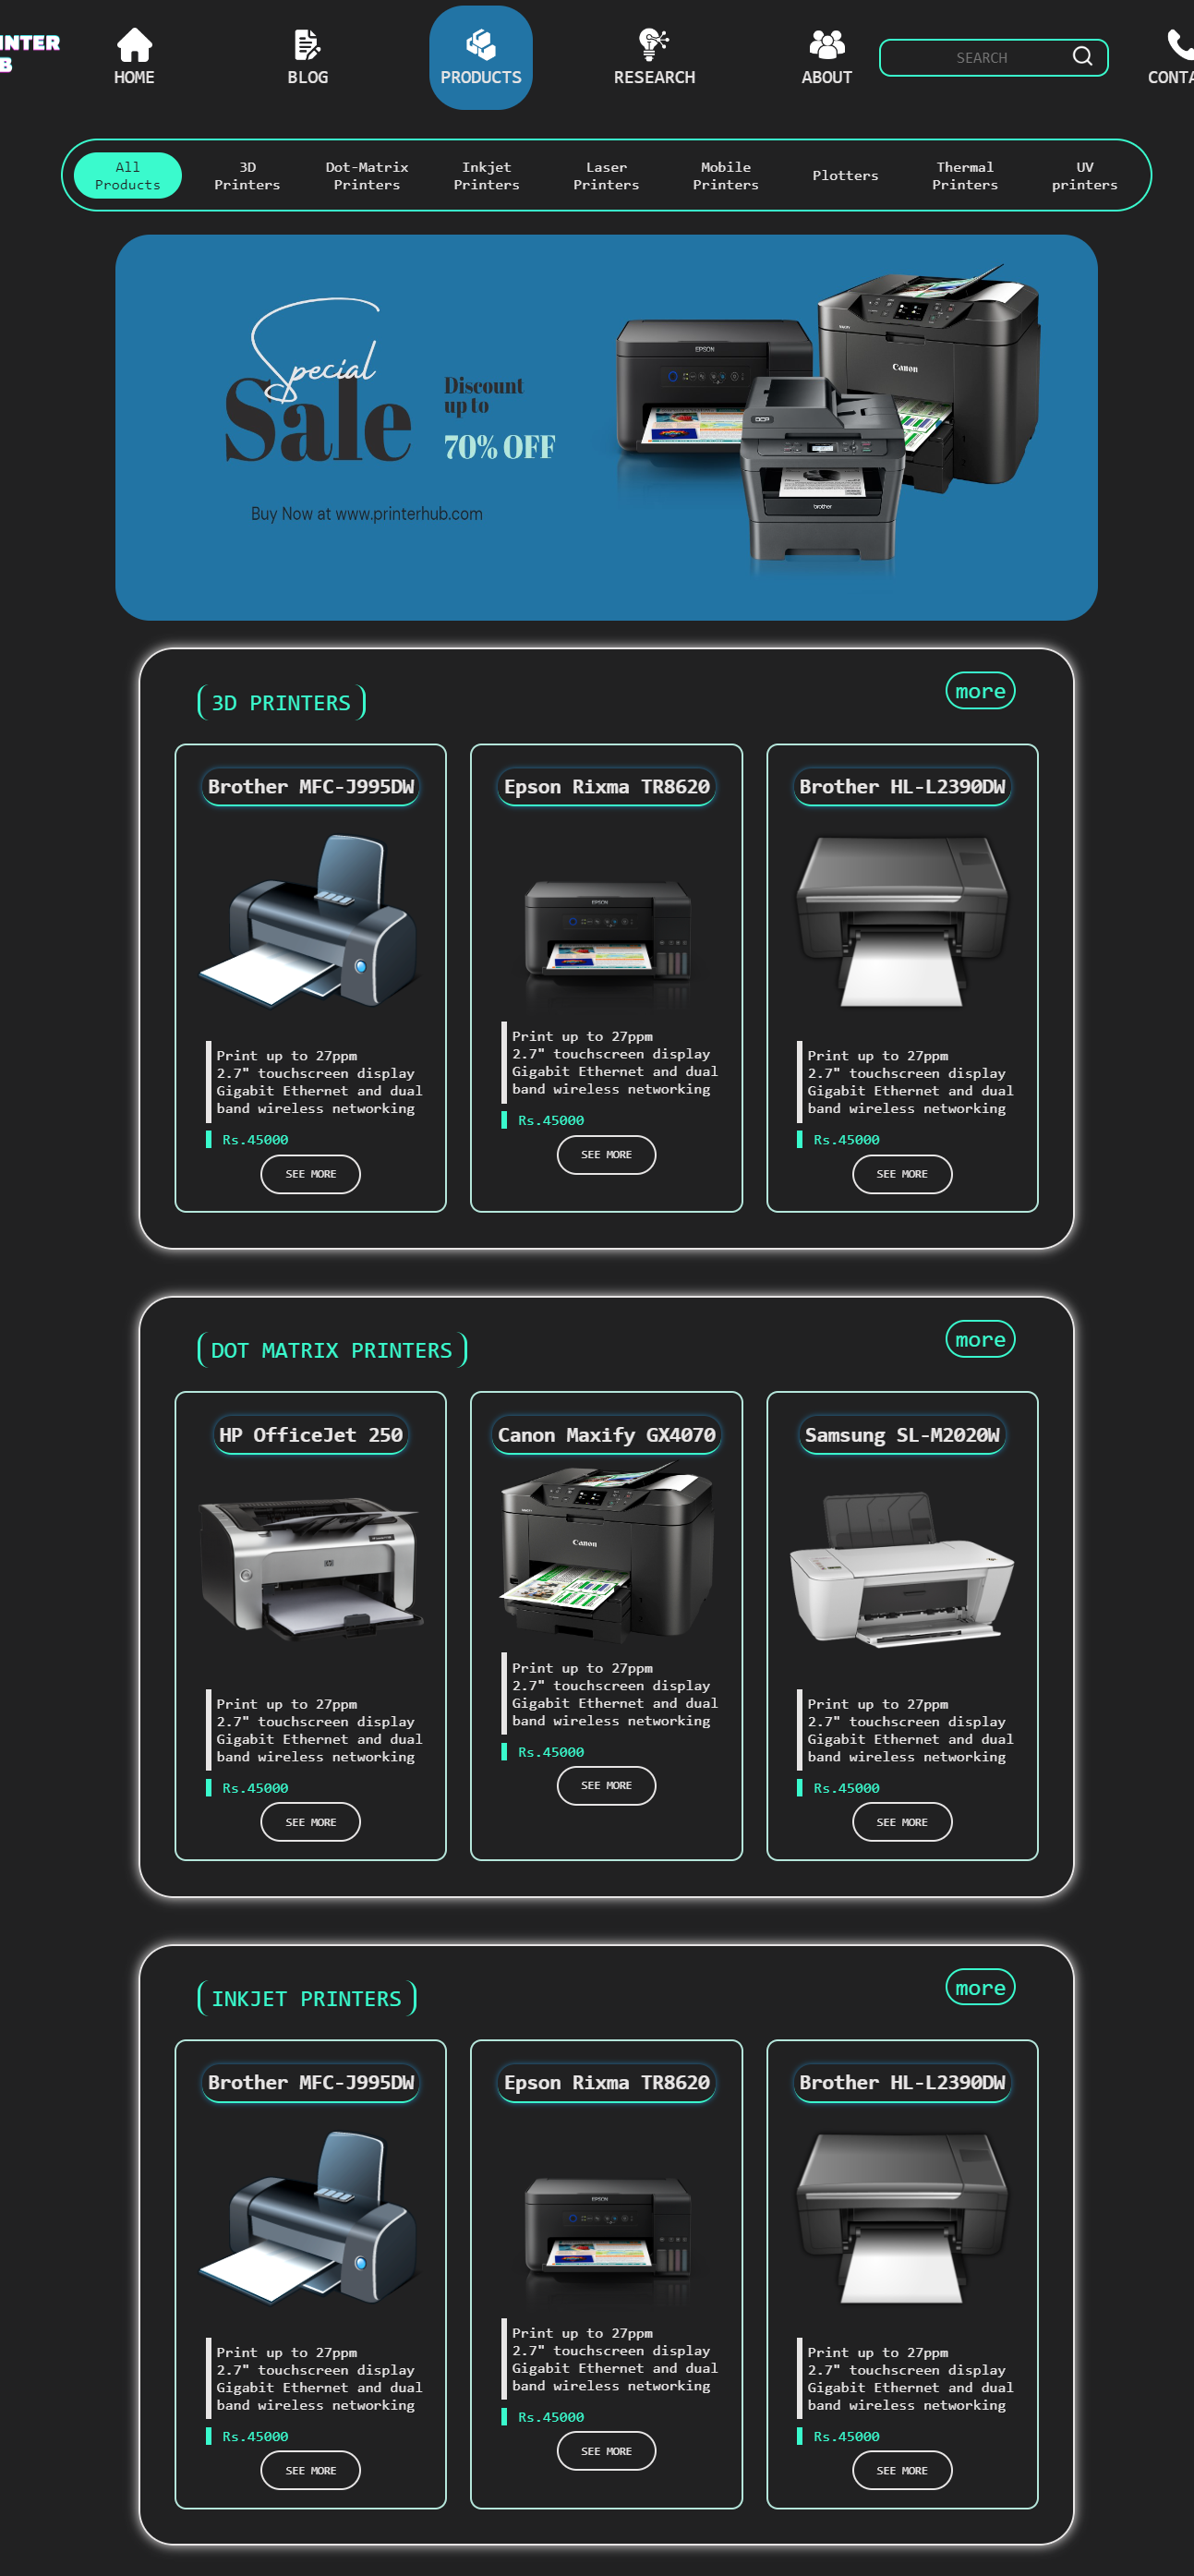 INTER
B
HOME
BLOG
PRODUCTS
RESEARCH
ABOUT
SEARCH
CONTA
All
Products
3D
Printers
Dot-Matrix
Printers
Inkjet
Printers
Laser
Printers
Mobile
Printers
Plotters
Thermal
Printers
UV
printers
Special
Sale
Discount
up to
70% OFF
Buy Now at www.printerhub.com
EPSON
Canon
DCP
brother
3D PRINTERS
more
Brother MFC-J995DW
Print up to 27ppm
2.7" touchscreen display
Gigabit Ethernet and dual
band wireless networking
Rs.45000
SEE MORE
Epson Rixma TR8620
EPSON
Print up to 27ppm
2.7" touchscreen display
Gigabit Ethernet and dual
band wireless networking
Rs.45000
SEE MORE
Brother HL-L2390DW
Print up to 27ppm
2.7" touchscreen display
Gigabit Ethernet and dual
band wireless networking
Rs.45000
SEE MORE
DOT MATRIX PRINTERS
more
HP OfficeJet 250
Print up to 27ppm
2.7" touchscreen display
Gigabit Ethernet and dual
band wireless networking
Rs.45000
SEE MORE
Canon Maxify GX4070
Canon
Print up to 27ppm
2.7" touchscreen display
Gigabit Ethernet and dual
band wireless networking
Rs.45000
SEE MORE
Samsung SL-M2020W
Print up to 27ppm
2.7" touchscreen display
Gigabit Ethernet and dual
band wireless networking
Rs.45000
SEE MORE
INKJET PRINTERS
more
Brother MFC-J995DW
Print up to 27ppm
2.7" touchscreen display
Gigabit Ethernet and dual
band wireless networking
Rs.45000
SEE MORE
Epson Rixma TR8620
EPSON
Print up to 27ppm
2.7" touchscreen display
Gigabit Ethernet and dual
band wireless networking
Rs.45000
SEE MORE
Brother HL-L2390DW
Print up to 27ppm
2.7" touchscreen display
Gigabit Ethernet and dual
band wireless networking
Rs.45000
SEE MORE